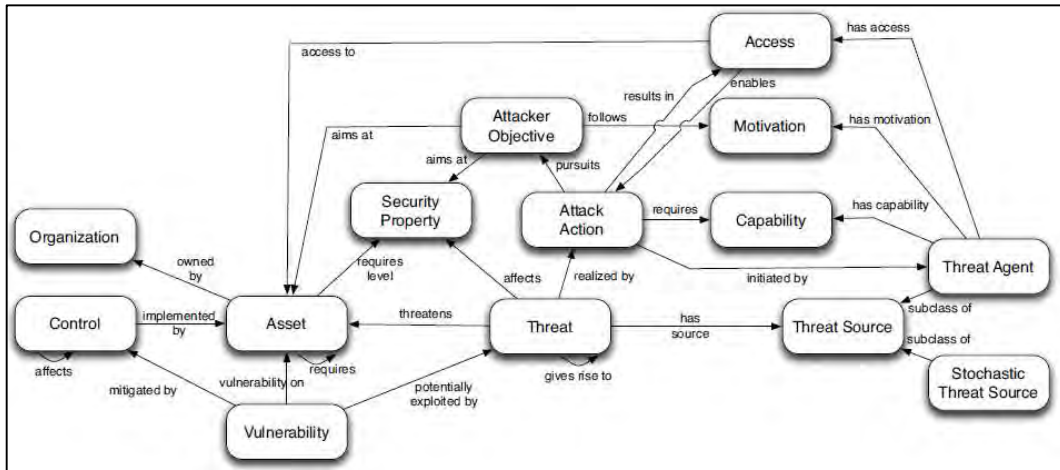 Access
has access
access to
enables
results in
Attacker
Objective
follows
Motivation
has motivation
aims at
aims at
pursuits
Security
Property
Attack
Action
requires
Capability
has capability
Organization
owned
by
requires
level
affects
realized by
initiated by
Threat Agent
Control
implemented
by
Asset
threatens
Threat
has
source
Threat Source
subclass of
subclass of
affects
mitigated by
vulnerability on
requires
potentially
exploited by
gives rise to
Stochastic
Threat Source
Vulnerability